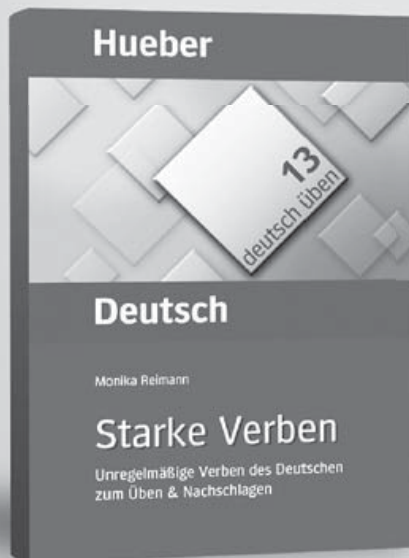 Hueber
13
deutsch üben
Deutsch
Monika Reimann
Starke Verben
Unregelmäßige Verben des Deutschen
zum Üben & Nachschlagen